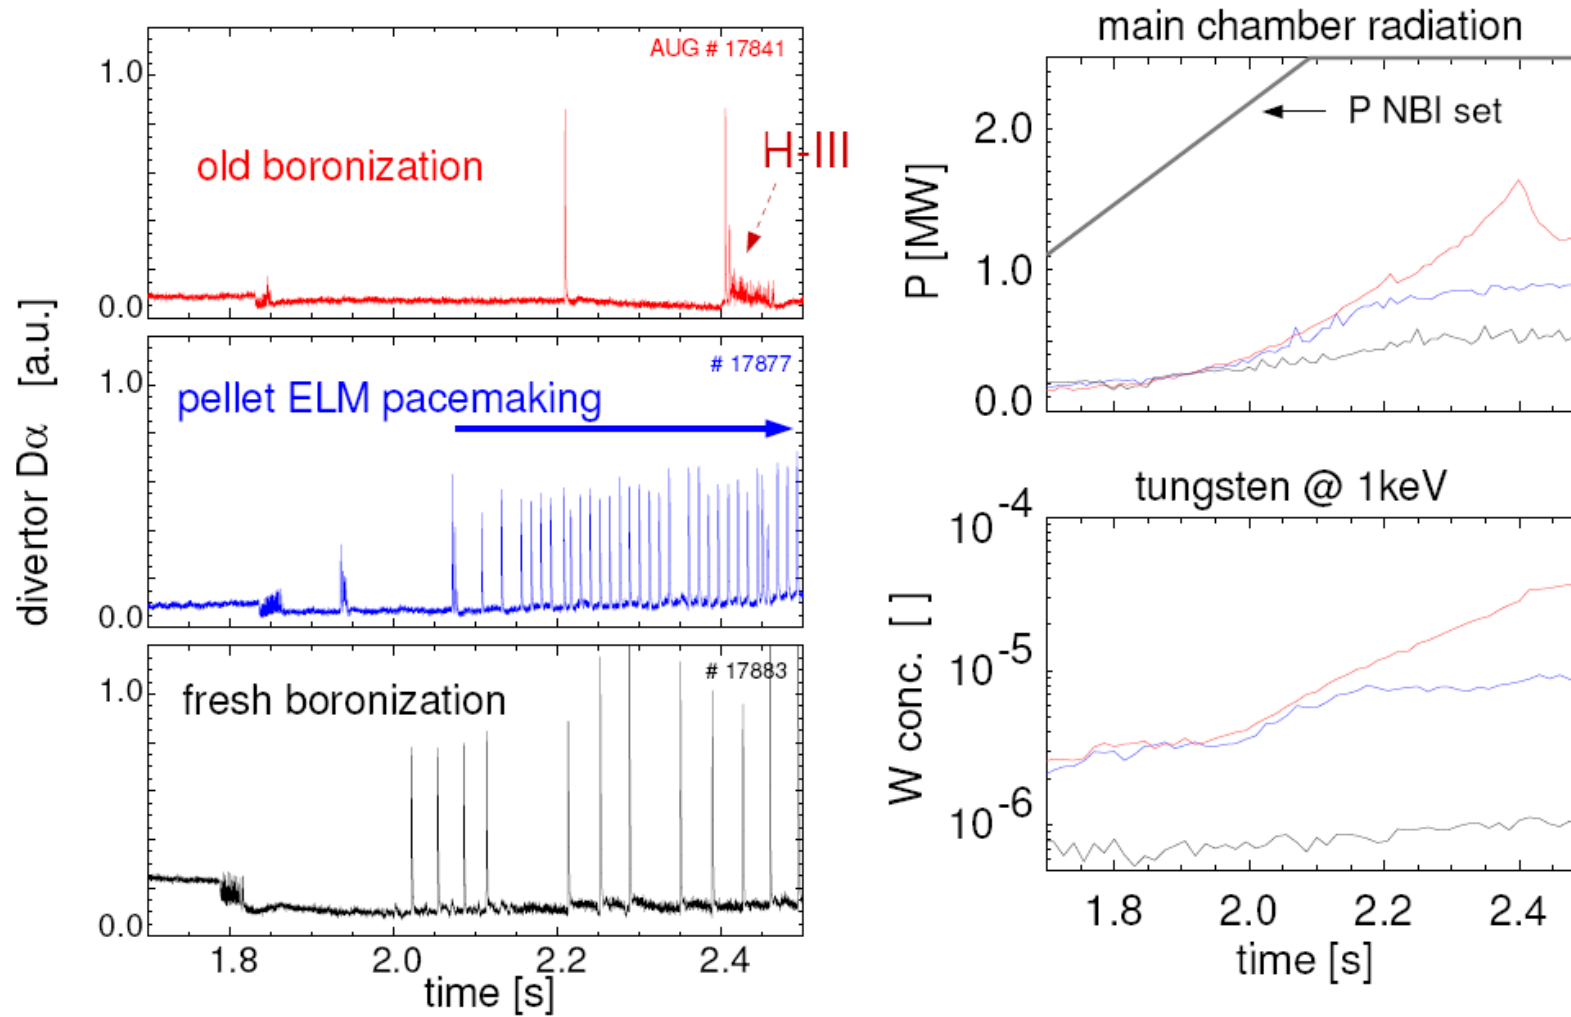 AUG # 17841
1.0
old boronization
H-III
0.0
# 17877
1.0
pellet ELM pacemaking
0.0
# 17883
1.0
fresh boronization
0.0
1.8 2.0 2.2 2.4
time [s]
divertor Dα [a.u.]
main chamber radiation
P NBI set
2.0
1.0
0.0
P [MW]
tungsten @ 1keV
10-4
10-5
10-6
W conc. [ ]
1.8 2.0 2.2 2.4
time [s]